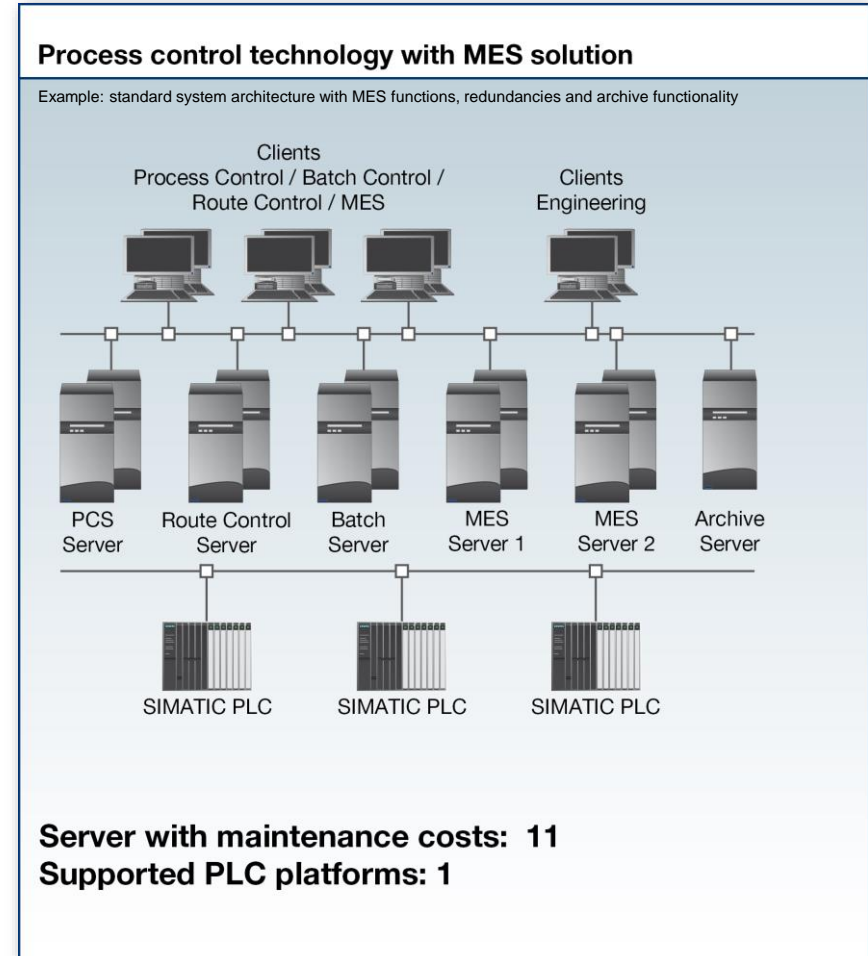 Process control technology with MES solution
Example: standard system architecture with MES functions, redundancies and archive functionality
Clients
Process Control / Batch Control /
Route Control / MES
Clients
Engineering
PCS
Server
Route Control
Server
Batch
Server
MES
Server 1
MES
Server 2
Archive
Server
SIMATIC PLC
SIMATIC PLC
SIMATIC PLC
Server with maintenance costs: 11
Supported PLC platforms: 1